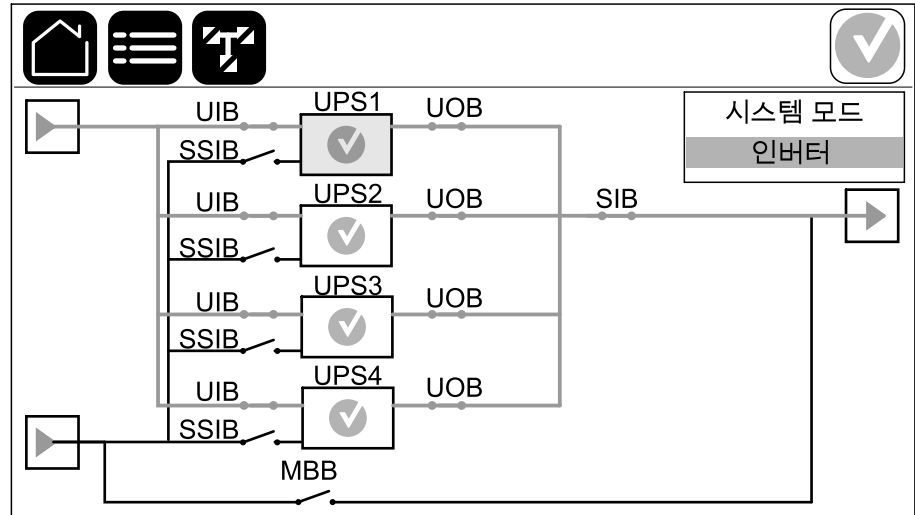 시스템 모드
인버터
UIB UPS1 UOB
SSIB
UIB UPS2 UOB SIB
SSIB
UIB UPS3 UOB
SSIB
UIB UPS4 UOB
SSIB
MBB